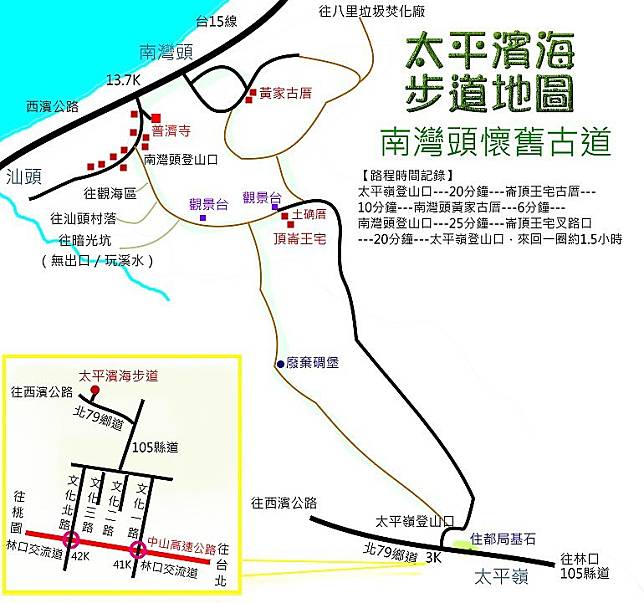 往八里垃圾焚化廠
台15線
太平濱海
步道地圖
南灣頭
13.7K
黃家古厝
西濱公路
普濟寺
南灣頭懷舊古道
南灣頭登山口
汕頭
【路程時間記錄】
太平嶺登山口---20分鐘---崙頂王宅古厝---
10分鐘---南灣頭黃家古厝---6分鐘---
南灣頭登山口---25分鐘---崙頂王宅叉路口
---20分鐘---太平嶺登山口．來回一圈約1.5小時
往觀海區
觀景台
觀景台
土确厝
往汕頭村落
頂崙王宅
往暗光坑
(無出口/玩溪水)
廢棄碉堡
太平濱海步道
往西濱公路
北79鄉道
105縣道
文化北路
文化三路
文化二路
文化一路
往桃園
中山高速公路
往台北
林口交流道
42K
41K
林口交流道
往西濱公路
太平嶺登山口
住都局基石
北79鄉道
3K
往林口
105縣道
太平嶺